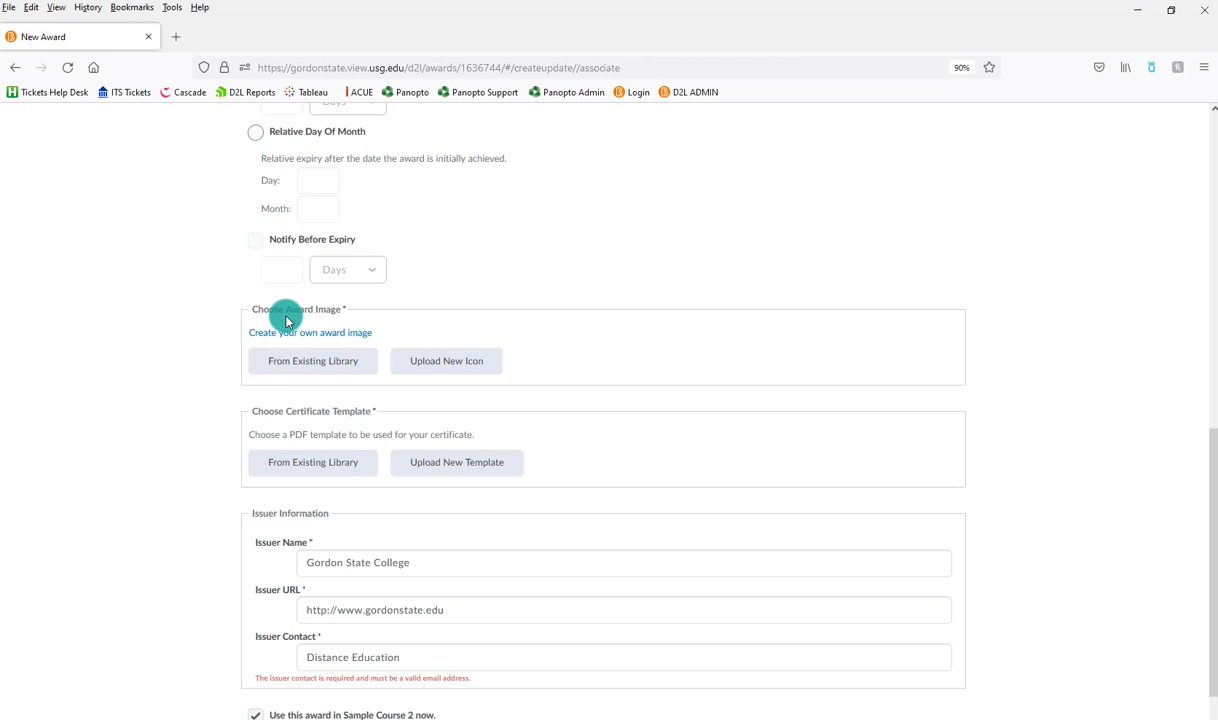 File Edit View History Bookmarks Tools Help
New Award
https://gordonstate.view.usg.edu/d2l/awards/1636744/#/createupdate//associate
90%
Tickets Help Desk ITS Tickets Cascade D2L Reports Tableau ACUE Panopto Panopto Support Panopto Admin Login D2L ADMIN
Days
Relative Day Of Month
Relative expiry after the date the award is initially achieved.
Day:
Month:
Notify Before Expiry
Days
Choose Award Image *
Create your own award image
From Existing Library Upload New Icon
Choose Certificate Template *
Choose a PDF template to be used for your certificate.
From Existing Library Upload New Template
Issuer Information
Issuer Name *
Gordon State College
Issuer URL *
http://www.gordonstate.edu
Issuer Contact *
Distance Education
The issuer contact is required and must be a valid email address.
Use this award in Sample Course 2 now.